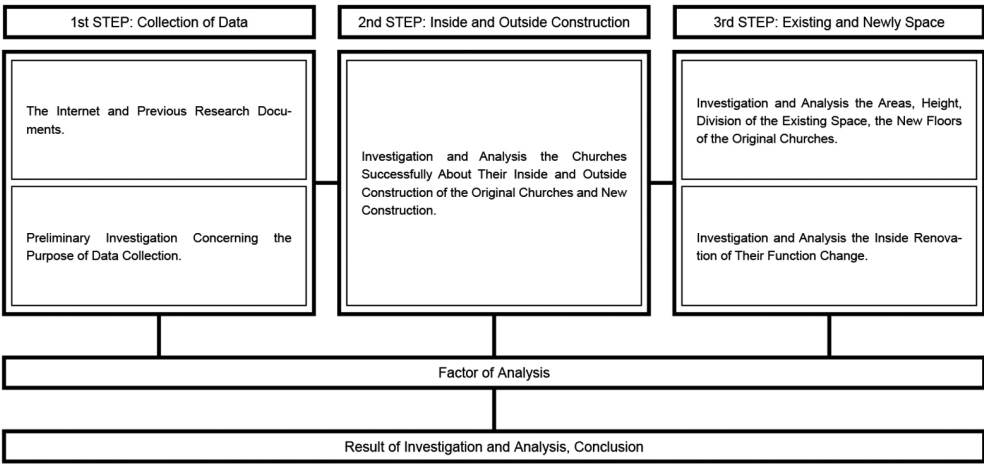 1st STEP: Collection of Data
The Internet and Previous Research Docu-
ments.
Preliminary Investigation Concerning the
Purpose of Data Collection.
2nd STEP: Inside and Outside Construction
Investigation and Analysis the Churches
Successfully About Their Inside and Outside
Construction of the Original Churches and New
Construction.
3rd STEP: Existing and Newly Space
Investigation and Analysis the Areas, Height,
Division of the Existing Space, the New Floors
of the Original Churches.
Investigation and Analysis the Inside Renova-
tion of Their Function Change.
Factor of Analysis
Result of Investigation and Analysis, Conclusion